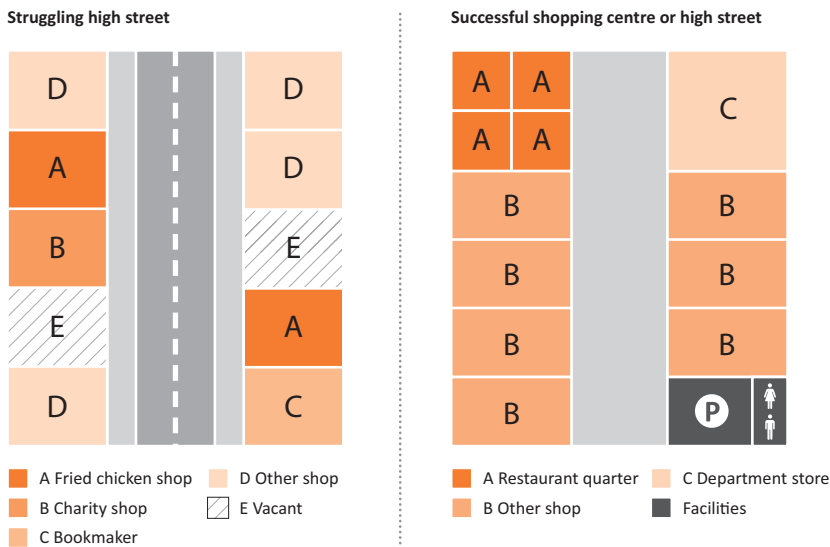 Struggling high street
D
A
B
E
D
D
D
E
A
C
A Fried chicken shop
B Charity shop
C Bookmaker
D Other shop
E Vacant
Successful shopping centre or high street
A A
A A
B
B
B
B
C
B
B
B
P
A Restaurant quarter
B Other shop
C Department store
Facilities